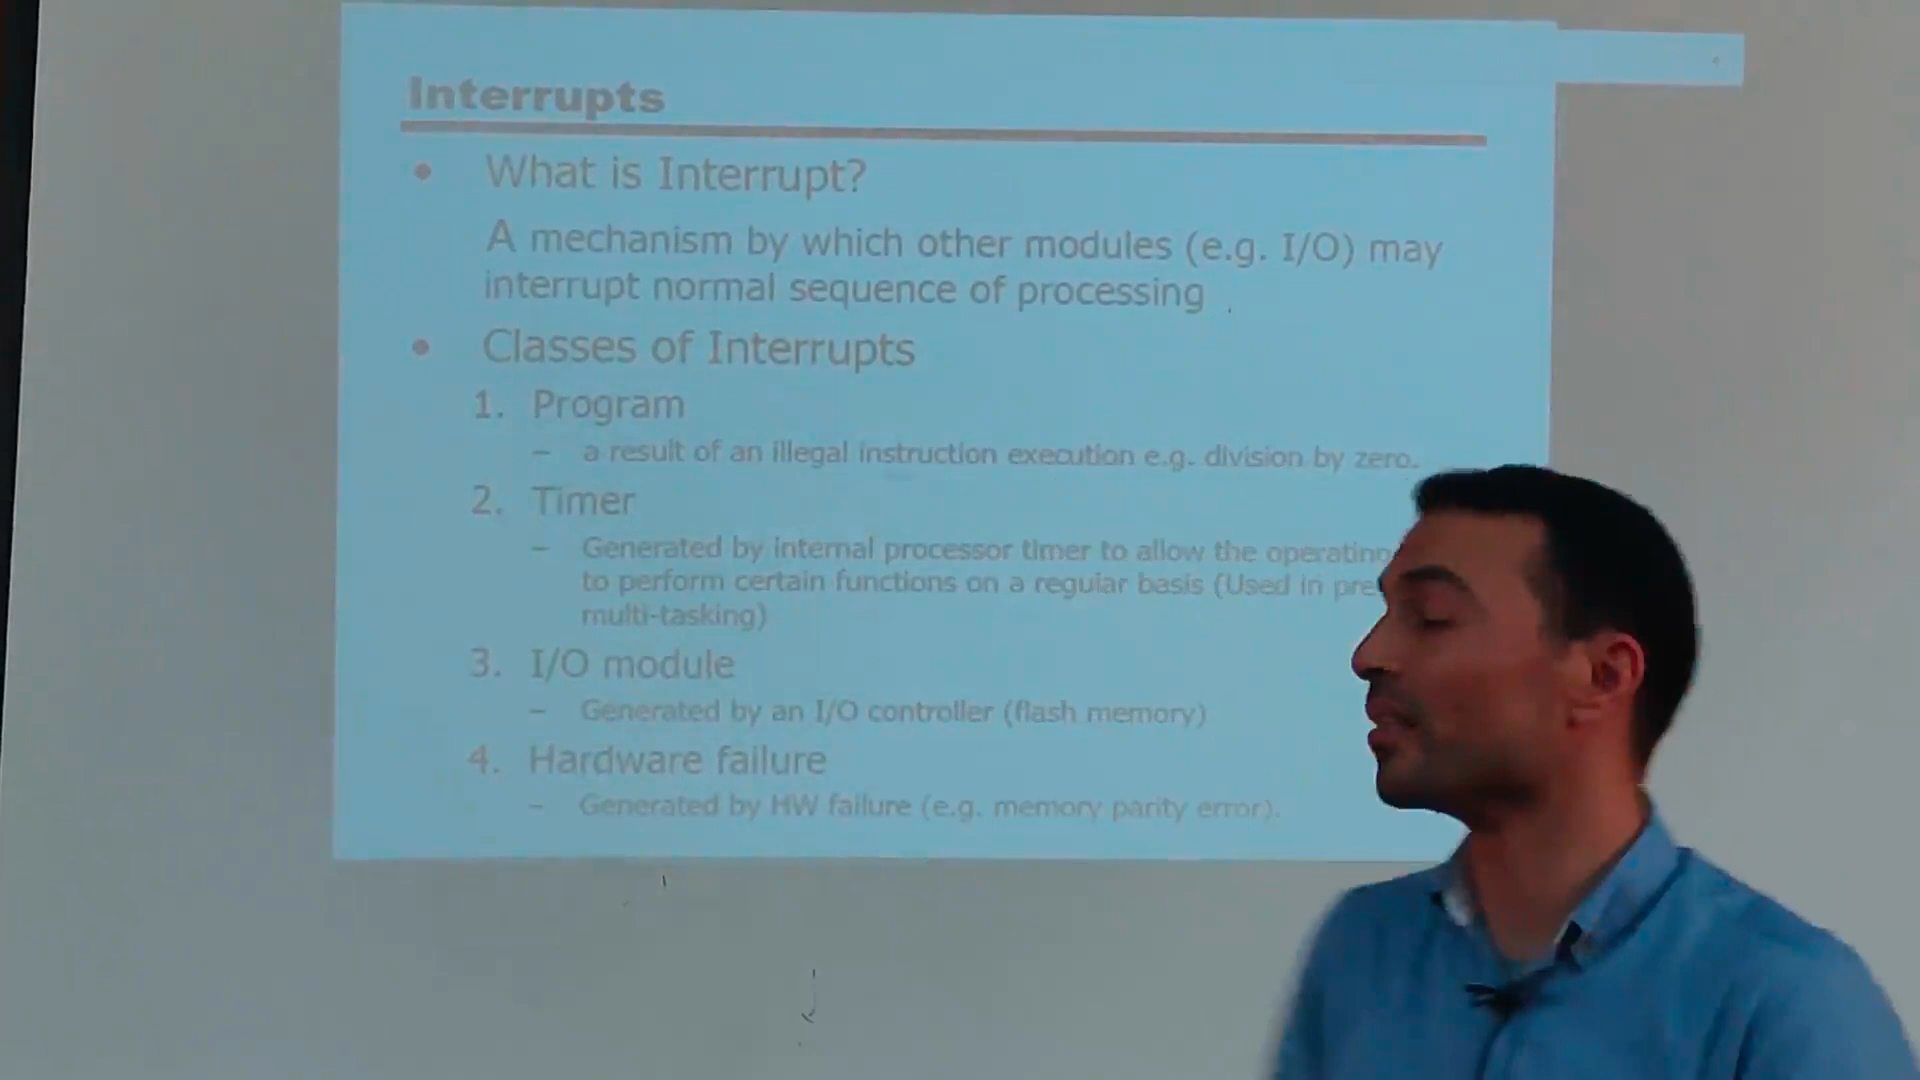 Interrupts
• What is Interrupt?
A mechanism by which other modules (e.g. I/O) may
interrupt normal sequence of processing
• Classes of Interrupts
1. Program
– a result of an illegal instruction execution e.g. division by zero.
2. Timer
– Generated by internal processor timer to allow the operating
to perform certain functions on a regular basis (Used in pre
multi-tasking)
3. I/O module
– Generated by an I/O controller (flash memory)
4. Hardware failure
– Generated by HW failure (e.g. memory parity error).